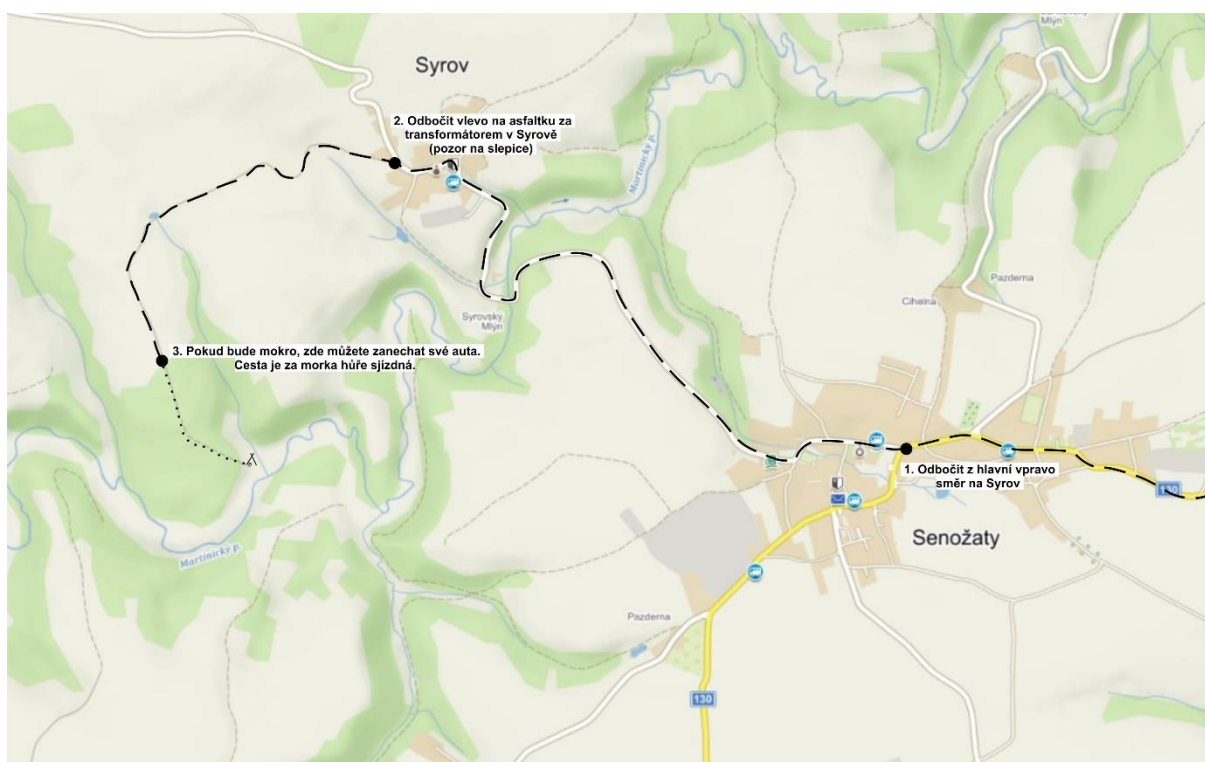 Mlýn
Syrov
2. Odbočit vlevo na asfaltku za
transformátorem v Syrově
(pozor na slepice)
Martinický p.
Pazderna
Cihelna
Syrovský
Mlýn
3. Pokud bude mokro, zde můžete zanechat své auta.
Cesta je za morka hůře sjízdná.
1. Odbočit z hlavní vpravo
směr na Syrov
130
Senožaty
Martinický p.
Pazderna
130